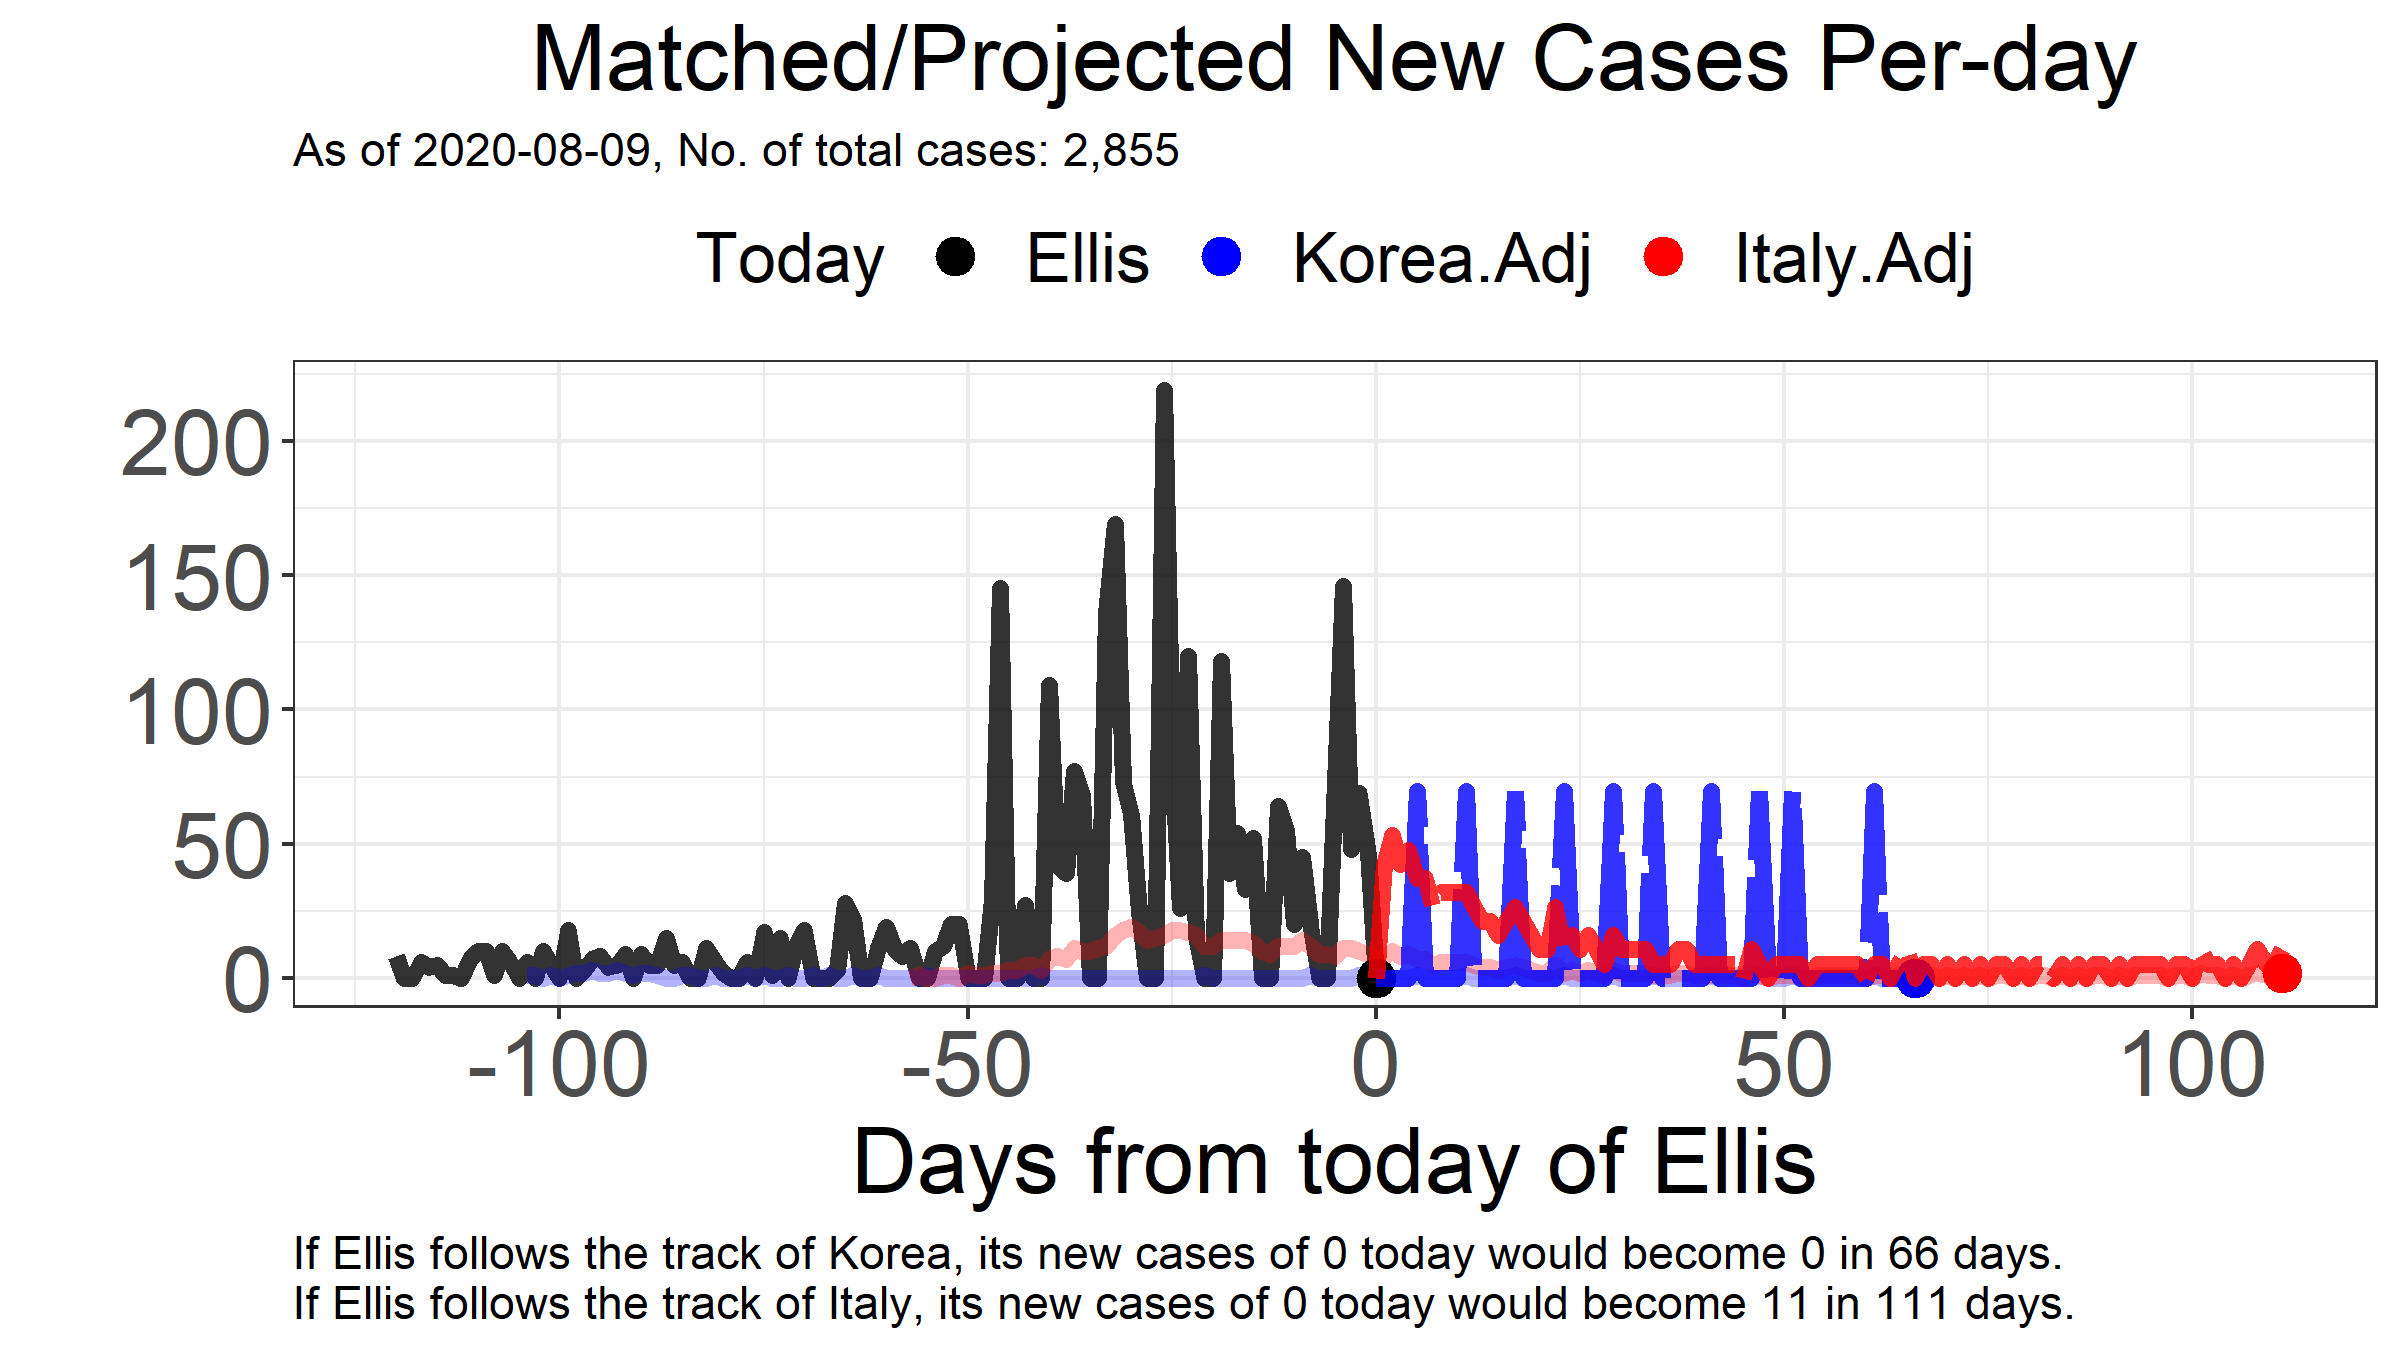 Matched/Projected New Cases Per-day
As of 2020-08-09, No. of total cases: 2,855
Today Ellis Korea.Adj Italy.Adj
200
150
100
50
0
-100 -50 0 50 100
Days from today of Ellis
If Ellis follows the track of Korea, its new cases of 0 today would become 0 in 66 days.
If Ellis follows the track of Italy, its new cases of 0 today would become 11 in 111 days.